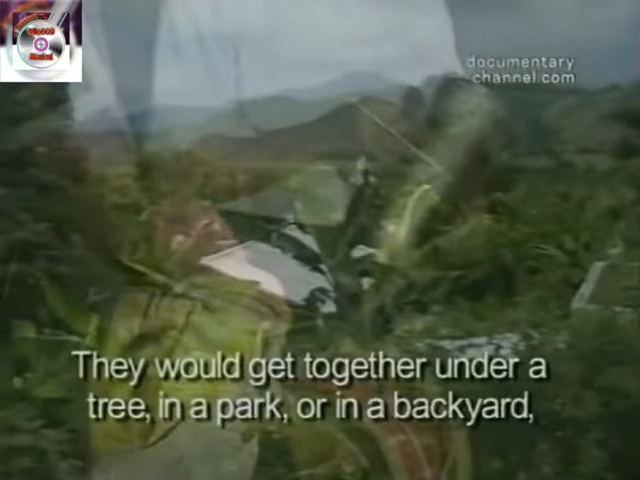 documentary
channel.com
They would get together under a
tree, in a park, or in a backyard,